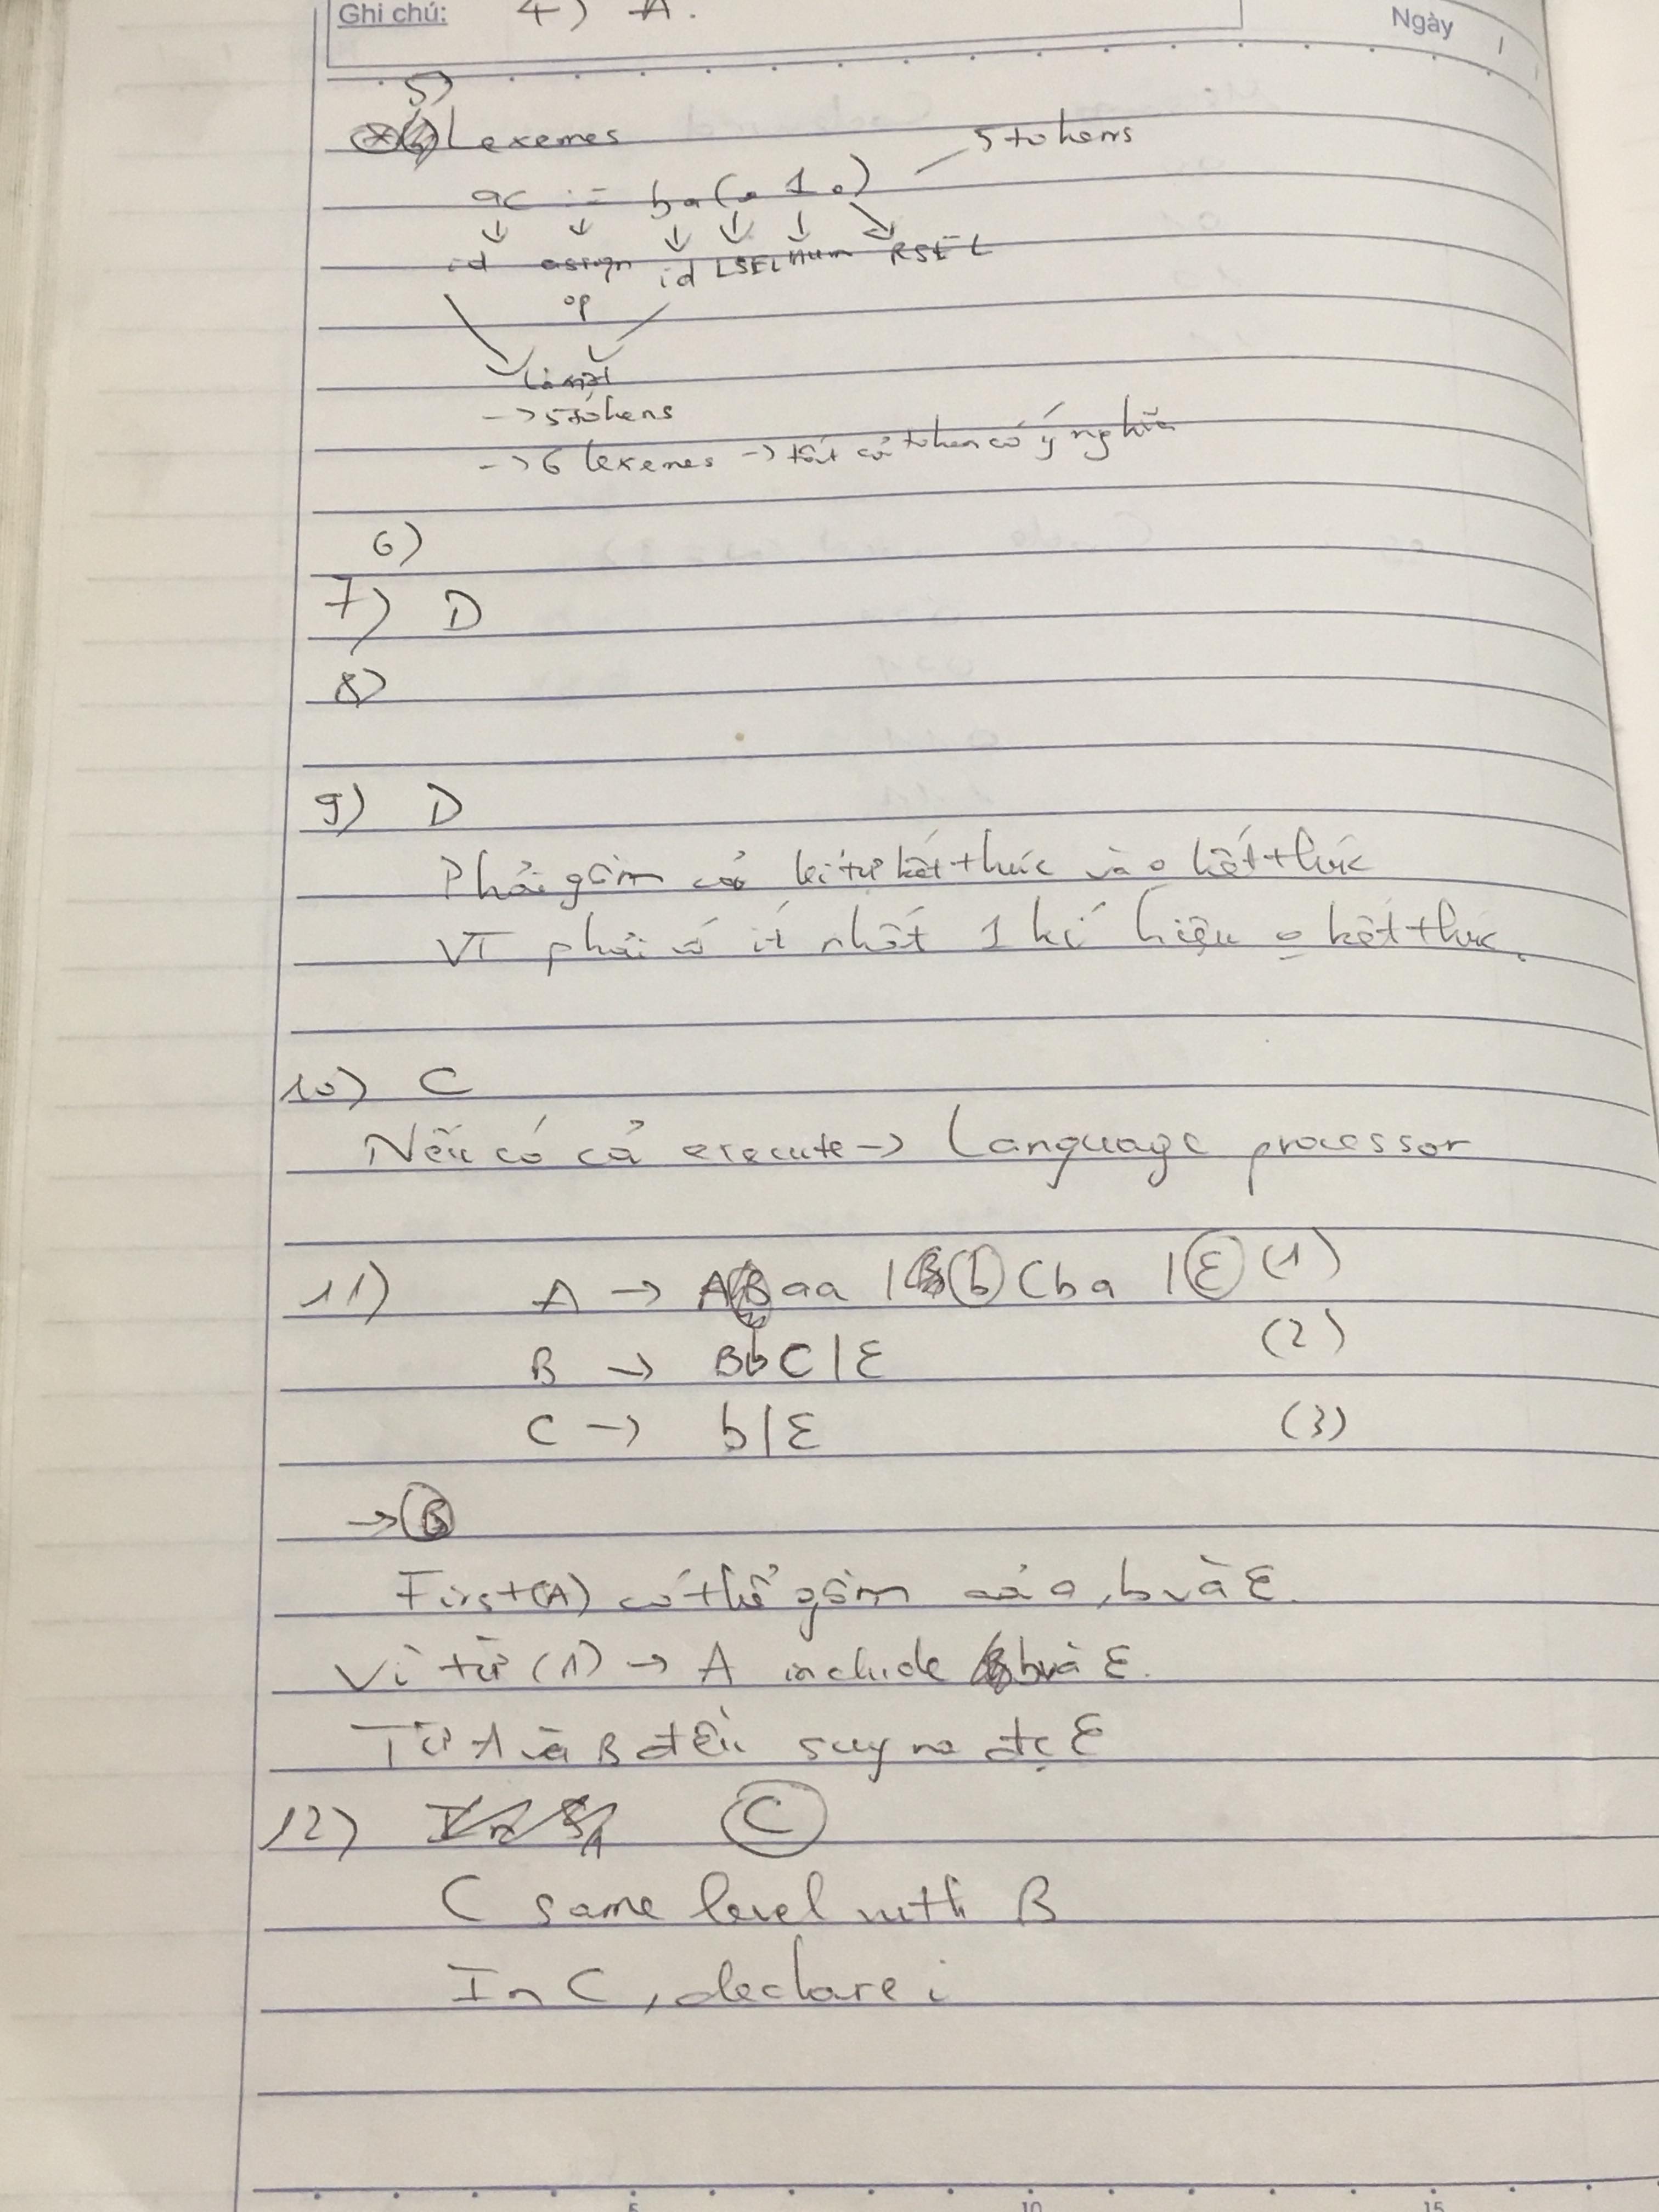 Ghi chú: 4) A.
Ngày /
5)
Lexemes
ac := ba(. 1 .) — 5 tokens
↓ ↓ ↓ ↓ ↓ ↘
id assign id LSEL num RSEL
op
là một
-> 5 tokens
-> 6 lexemes -> tất cả token có ý nghĩa
6)
7) D
8)
9) D
Phải gồm cả kí tự kết thúc và 0 kết thúc
VT phải có ít nhất 1 kí hiệu 0 kết thúc.
10) C
Nếu có cả execute -> Language processor
11) A -> A aa | b Cba | ε (1)
B -> BbC | ε (2)
C -> b | ε (3)
-> B
First(A) có thể gồm cả a, b và ε.
Vì từ (1) -> A include b và ε.
Từ A và B đều suy ra đc ε
12) C
C same level with B
In C, declare i
5 10 15